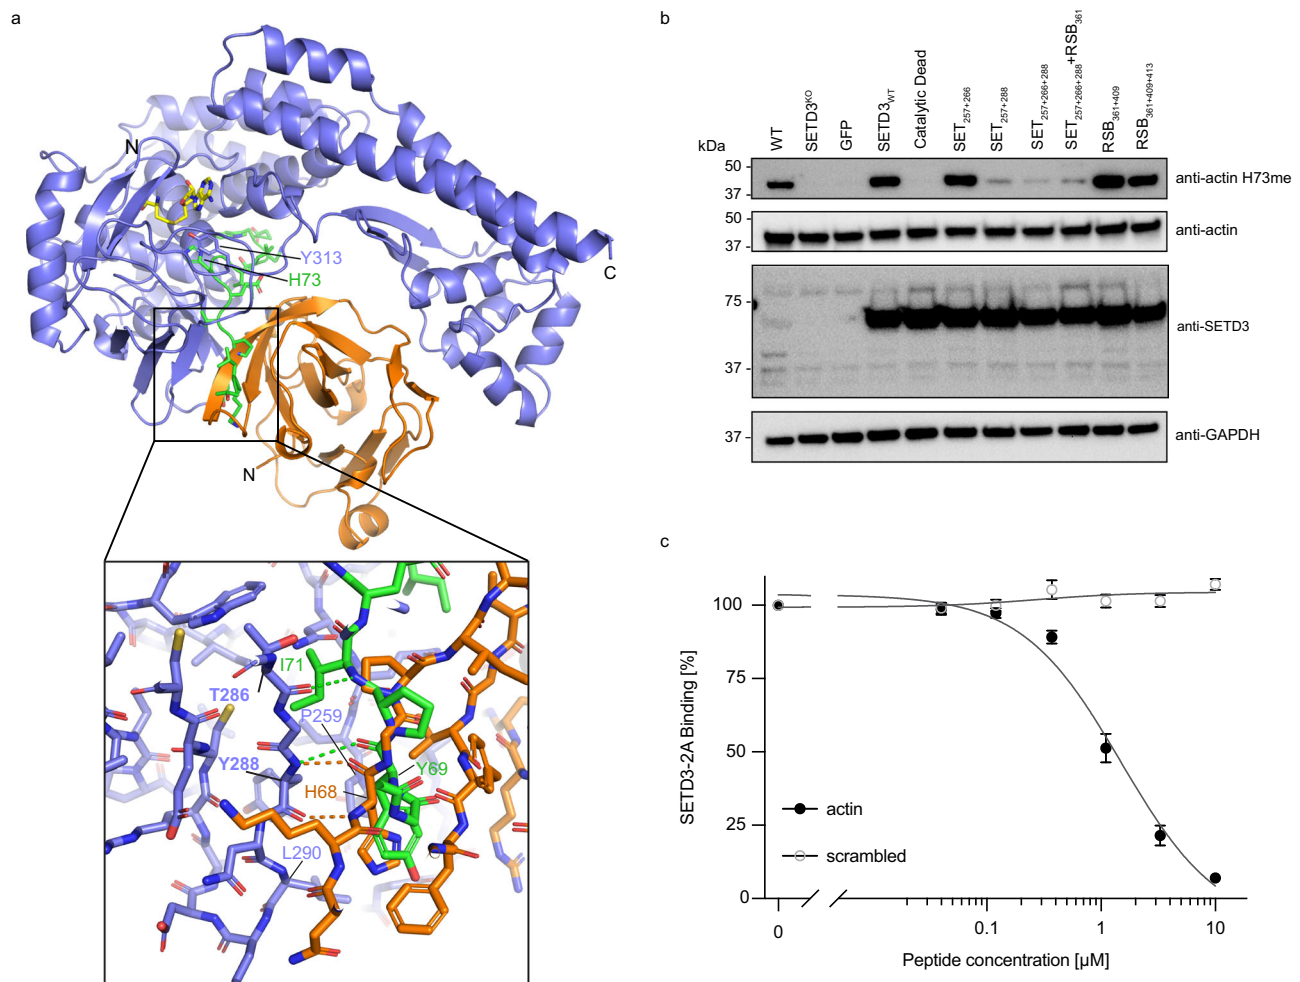 a
N
Y313
H73
C
N
I71
T286
P259
Y288
Y69
H68
L290
b
WT
SETD3KO
GFP
SETD3WT
Catalytic Dead
SET257+266
SET257+288
SET257+266+288
SET257+266+288+RSB361
RSB361+409
RSB361+409+413
kDa
50
37
anti-actin H73me
50
37
anti-actin
75
37
anti-SETD3
37
anti-GAPDH
c
SETD3-2A Binding [%]
100
75
50
25
0
actin
scrambled
0
0.1
1
10
Peptide concentration [µM]